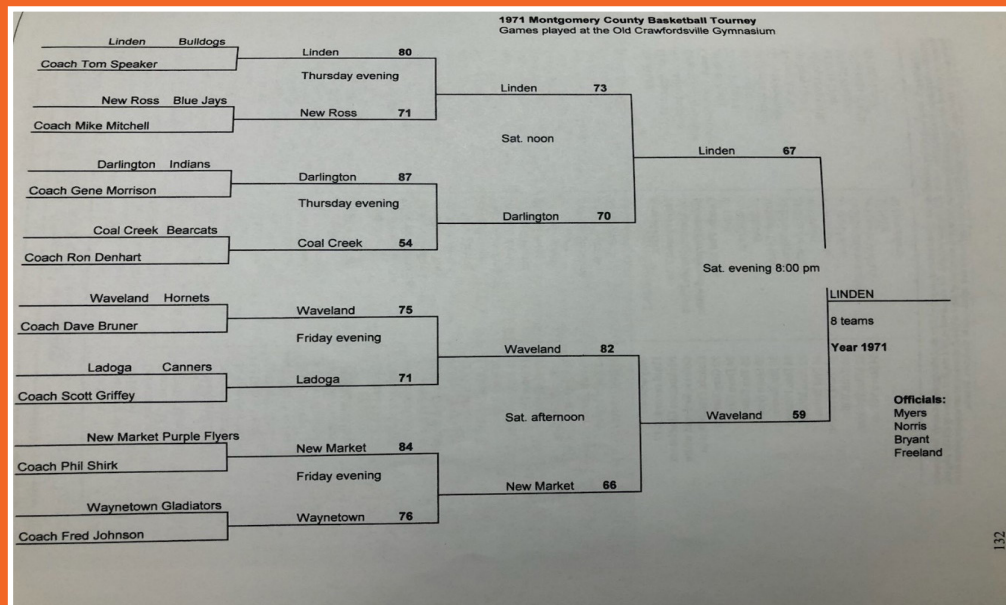 1971 Montgomery County Basketball Tourney
Games played at the Old Crawfordsville Gymnasium
Linden Bulldogs
Coach Tom Speaker
Linden 80
Thursday evening
New Ross Blue Jays
Coach Mike Mitchell
New Ross 71
Linden 73
Sat. noon
Darlington Indians
Coach Gene Morrison
Darlington 87
Thursday evening
Coal Creek Bearcats
Coach Ron Denhart
Coal Creek 54
Darlington 70
Linden 67
Sat. evening 8:00 pm
Waveland Hornets
Coach Dave Bruner
Waveland 75
Friday evening
Ladoga Canners
Coach Scott Griffey
Ladoga 71
Waveland 82
Sat. afternoon
New Market Purple Flyers
Coach Phil Shirk
New Market 84
Friday evening
Waynetown Gladiators
Coach Fred Johnson
Waynetown 76
New Market 66
Waveland 59
LINDEN
8 teams
Year 1971
Officials:
Myers
Norris
Bryant
Freeland
132